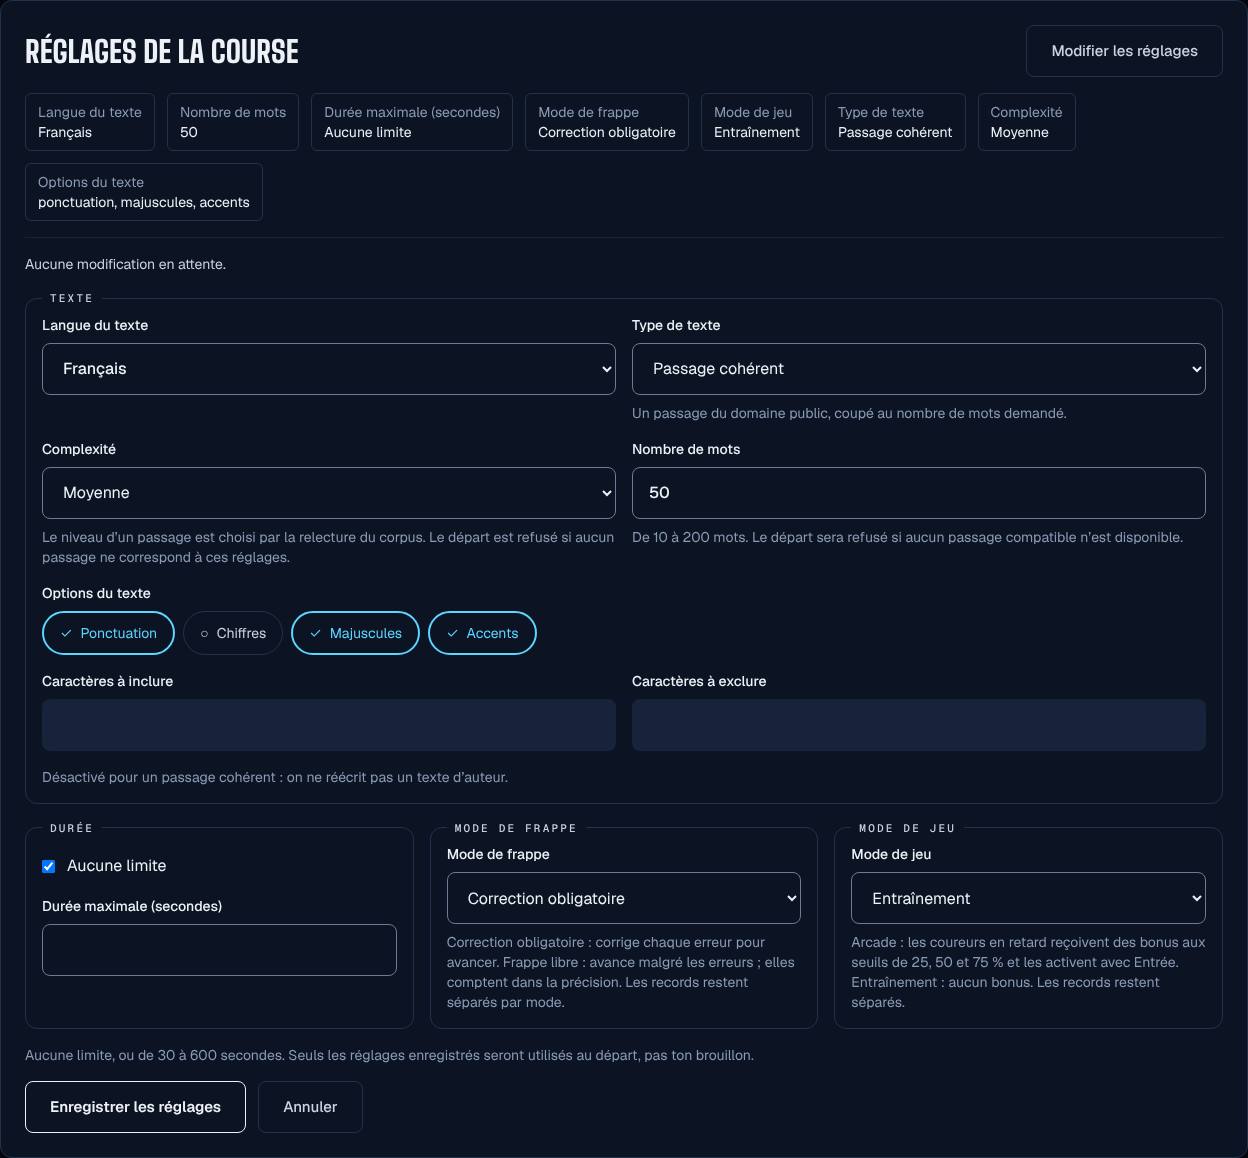 RÉGLAGES DE LA COURSE
Modifier les réglages
Langue du texte
Français
Nombre de mots
50
Durée maximale (secondes)
Aucune limite
Mode de frappe
Correction obligatoire
Mode de jeu
Entraînement
Type de texte
Passage cohérent
Complexité
Moyenne
Options du texte
ponctuation, majuscules, accents
Aucune modification en attente.
TEXTE
Langue du texte
Français
Type de texte
Passage cohérent
Un passage du domaine public, coupé au nombre de mots demandé.
Complexité
Moyenne
Le niveau d'un passage est choisi par la relecture du corpus. Le départ est refusé si aucun
passage ne correspond à ces réglages.
Nombre de mots
50
De 10 à 200 mots. Le départ sera refusé si aucun passage compatible n'est disponible.
Options du texte
✓ Ponctuation
○ Chiffres
✓ Majuscules
✓ Accents
Caractères à inclure
Caractères à exclure
Désactivé pour un passage cohérent : on ne réécrit pas un texte d'auteur.
DURÉE
Aucune limite
Durée maximale (secondes)
MODE DE FRAPPE
Mode de frappe
Correction obligatoire
Correction obligatoire : corrige chaque erreur pour
avancer. Frappe libre : avance malgré les erreurs ; elles
comptent dans la précision. Les records restent
séparés par mode.
MODE DE JEU
Mode de jeu
Entraînement
Arcade : les coureurs en retard reçoivent des bonus aux
seuils de 25, 50 et 75 % et les activent avec Entrée.
Entraînement : aucun bonus. Les records restent
séparés.
Aucune limite, ou de 30 à 600 secondes. Seuls les réglages enregistrés seront utilisés au départ, pas ton brouillon.
Enregistrer les réglages
Annuler